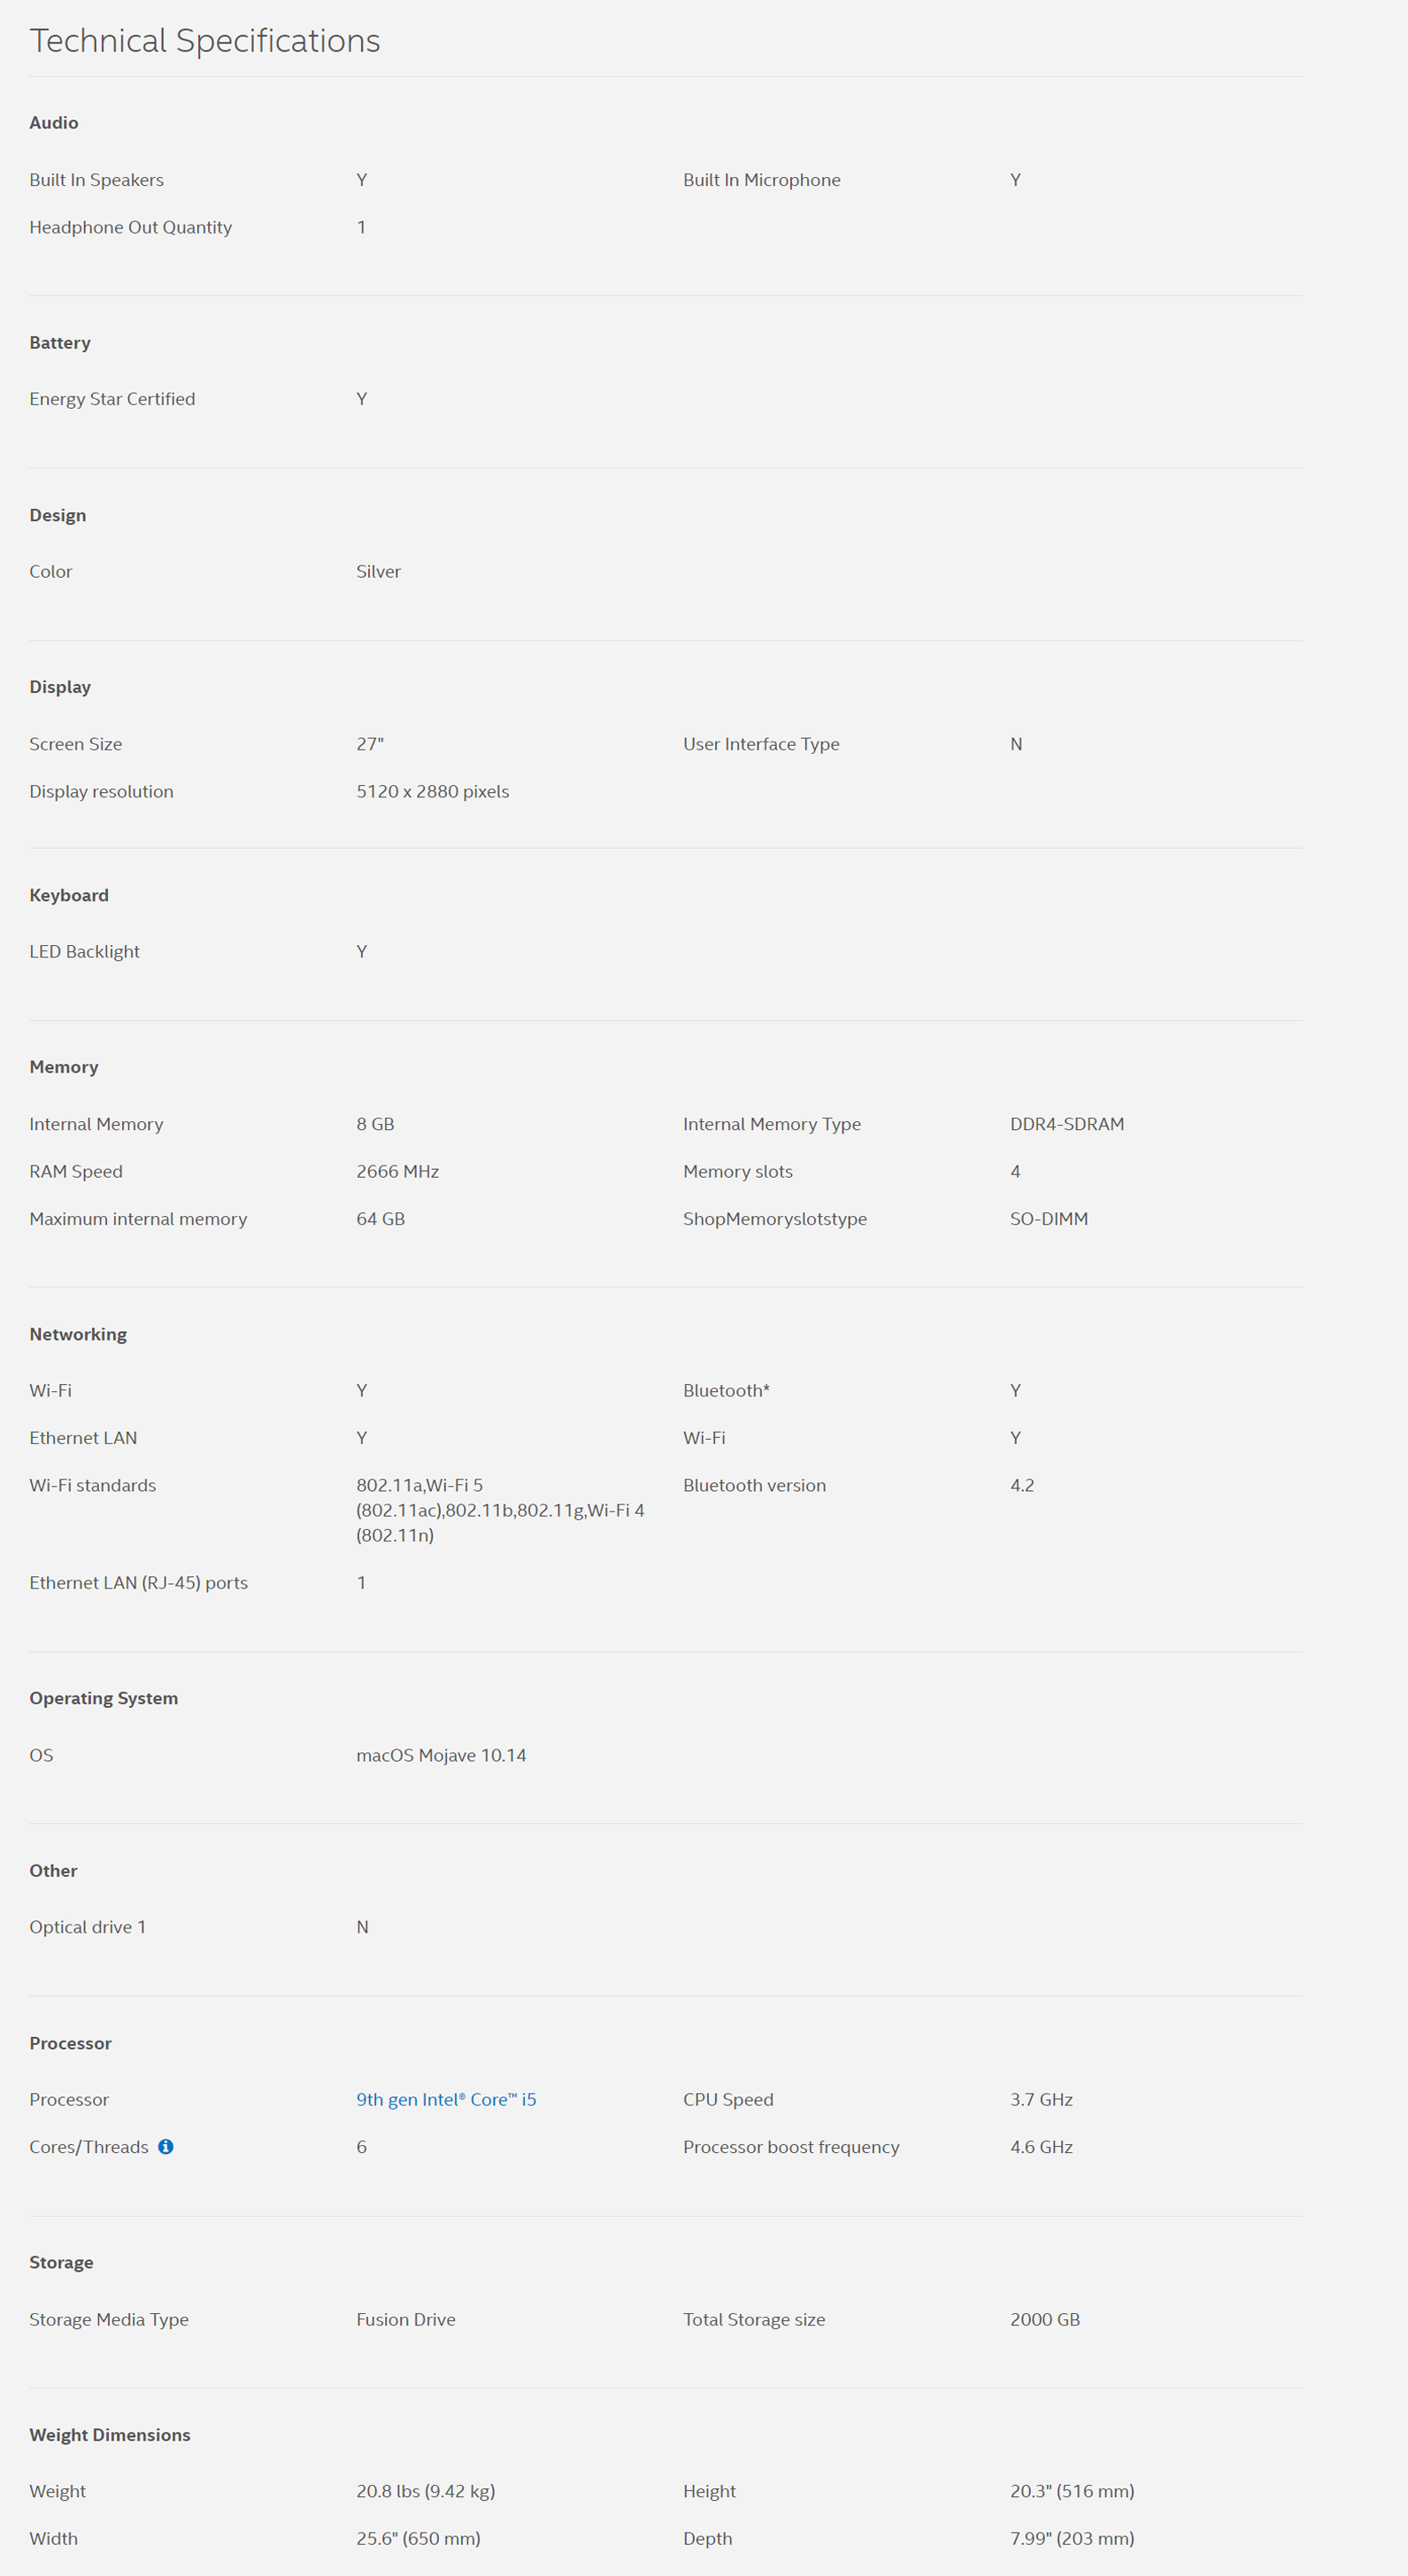 Technical Specifications
Audio
Built In Speakers Y Built In Microphone Y
Headphone Out Quantity 1
Battery
Energy Star Certified Y
Design
Color Silver
Display
Screen Size 27" User Interface Type N
Display resolution 5120 x 2880 pixels
Keyboard
LED Backlight Y
Memory
Internal Memory 8 GB Internal Memory Type DDR4-SDRAM
RAM Speed 2666 MHz Memory slots 4
Maximum internal memory 64 GB ShopMemoryslotstype SO-DIMM
Networking
Wi-Fi Y Bluetooth* Y
Ethernet LAN Y Wi-Fi Y
Wi-Fi standards 802.11a,Wi-Fi 5 Bluetooth version 4.2
(802.11ac),802.11b,802.11g,Wi-Fi 4
(802.11n)
Ethernet LAN (RJ-45) ports 1
Operating System
OS macOS Mojave 10.14
Other
Optical drive 1 N
Processor
Processor 9th gen Intel® Core™ i5 CPU Speed 3.7 GHz
Cores/Threads 6 Processor boost frequency 4.6 GHz
Storage
Storage Media Type Fusion Drive Total Storage size 2000 GB
Weight Dimensions
Weight 20.8 lbs (9.42 kg) Height 20.3" (516 mm)
Width 25.6" (650 mm) Depth 7.99" (203 mm)